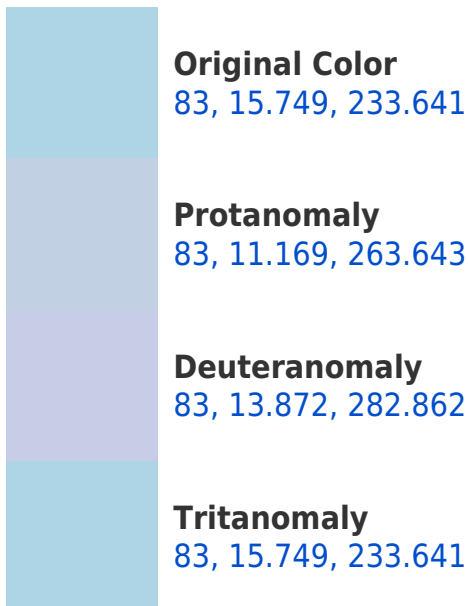 Original Color
83, 15.749, 233.641
Protanomaly
83, 11.169, 263.643
Deuteranomaly
83, 13.872, 282.862
Tritanomaly
83, 15.749, 233.641